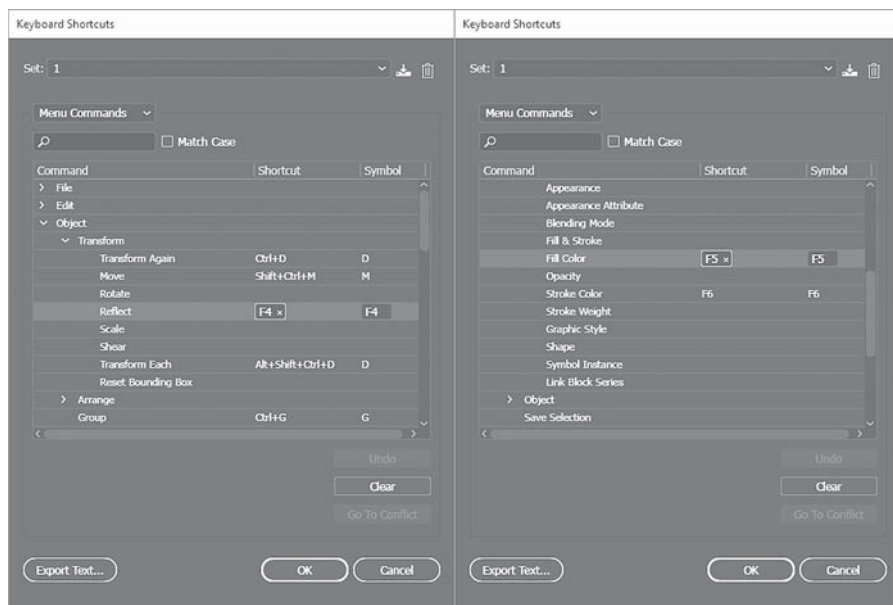 Keyboard Shortcuts
Set: 1
Menu Commands
Match Case
Command Shortcut Symbol
File
Edit
Object
Transform
Transform Again Ctrl+D D
Move Shift+Ctrl+M M
Rotate
Reflect F4 × F4
Scale
Shear
Transform Each Alt+Shift+Ctrl+D D
Reset Bounding Box
Arrange
Group Ctrl+G G
Undo
Clear
Go To Conflict
Export Text... OK Cancel
Keyboard Shortcuts
Set: 1
Menu Commands
Match Case
Command Shortcut Symbol
Appearance
Appearance Attribute
Blending Mode
Fill & Stroke
Fill Color F5 × F5
Opacity
Stroke Color F6 F6
Stroke Weight
Graphic Style
Shape
Symbol Instance
Link Block Series
Object
Save Selection
Undo
Clear
Go To Conflict
Export Text... OK Cancel